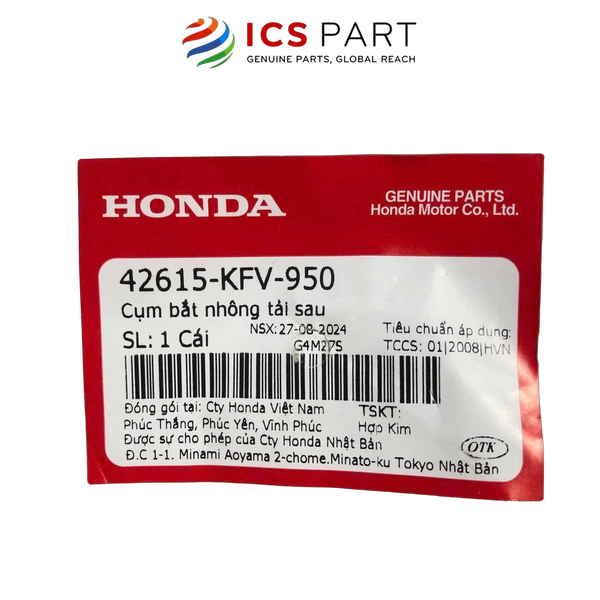 ICS PART
GENUINE PARTS, GLOBAL REACH
HONDA
GENUINE PARTS
Honda Motor Co., Ltd.
42615-KFV-950
Cụm bắt nhông tải sau
SL: 1 Cái
NSX: 27-08-2024
G4M27S
Tiêu chuẩn áp dụng:
TCCS: 01|2008|HVN
Đóng gói tại: Cty Honda Việt Nam
Phúc Thắng, Phúc Yên, Vĩnh Phúc
TSKT:
Hợp Kim
Được sự cho phép của Cty Honda Nhật Bản
Đ.C 1-1. Minami Aoyama 2-chome.Minato-ku Tokyo Nhật Bản
OTK